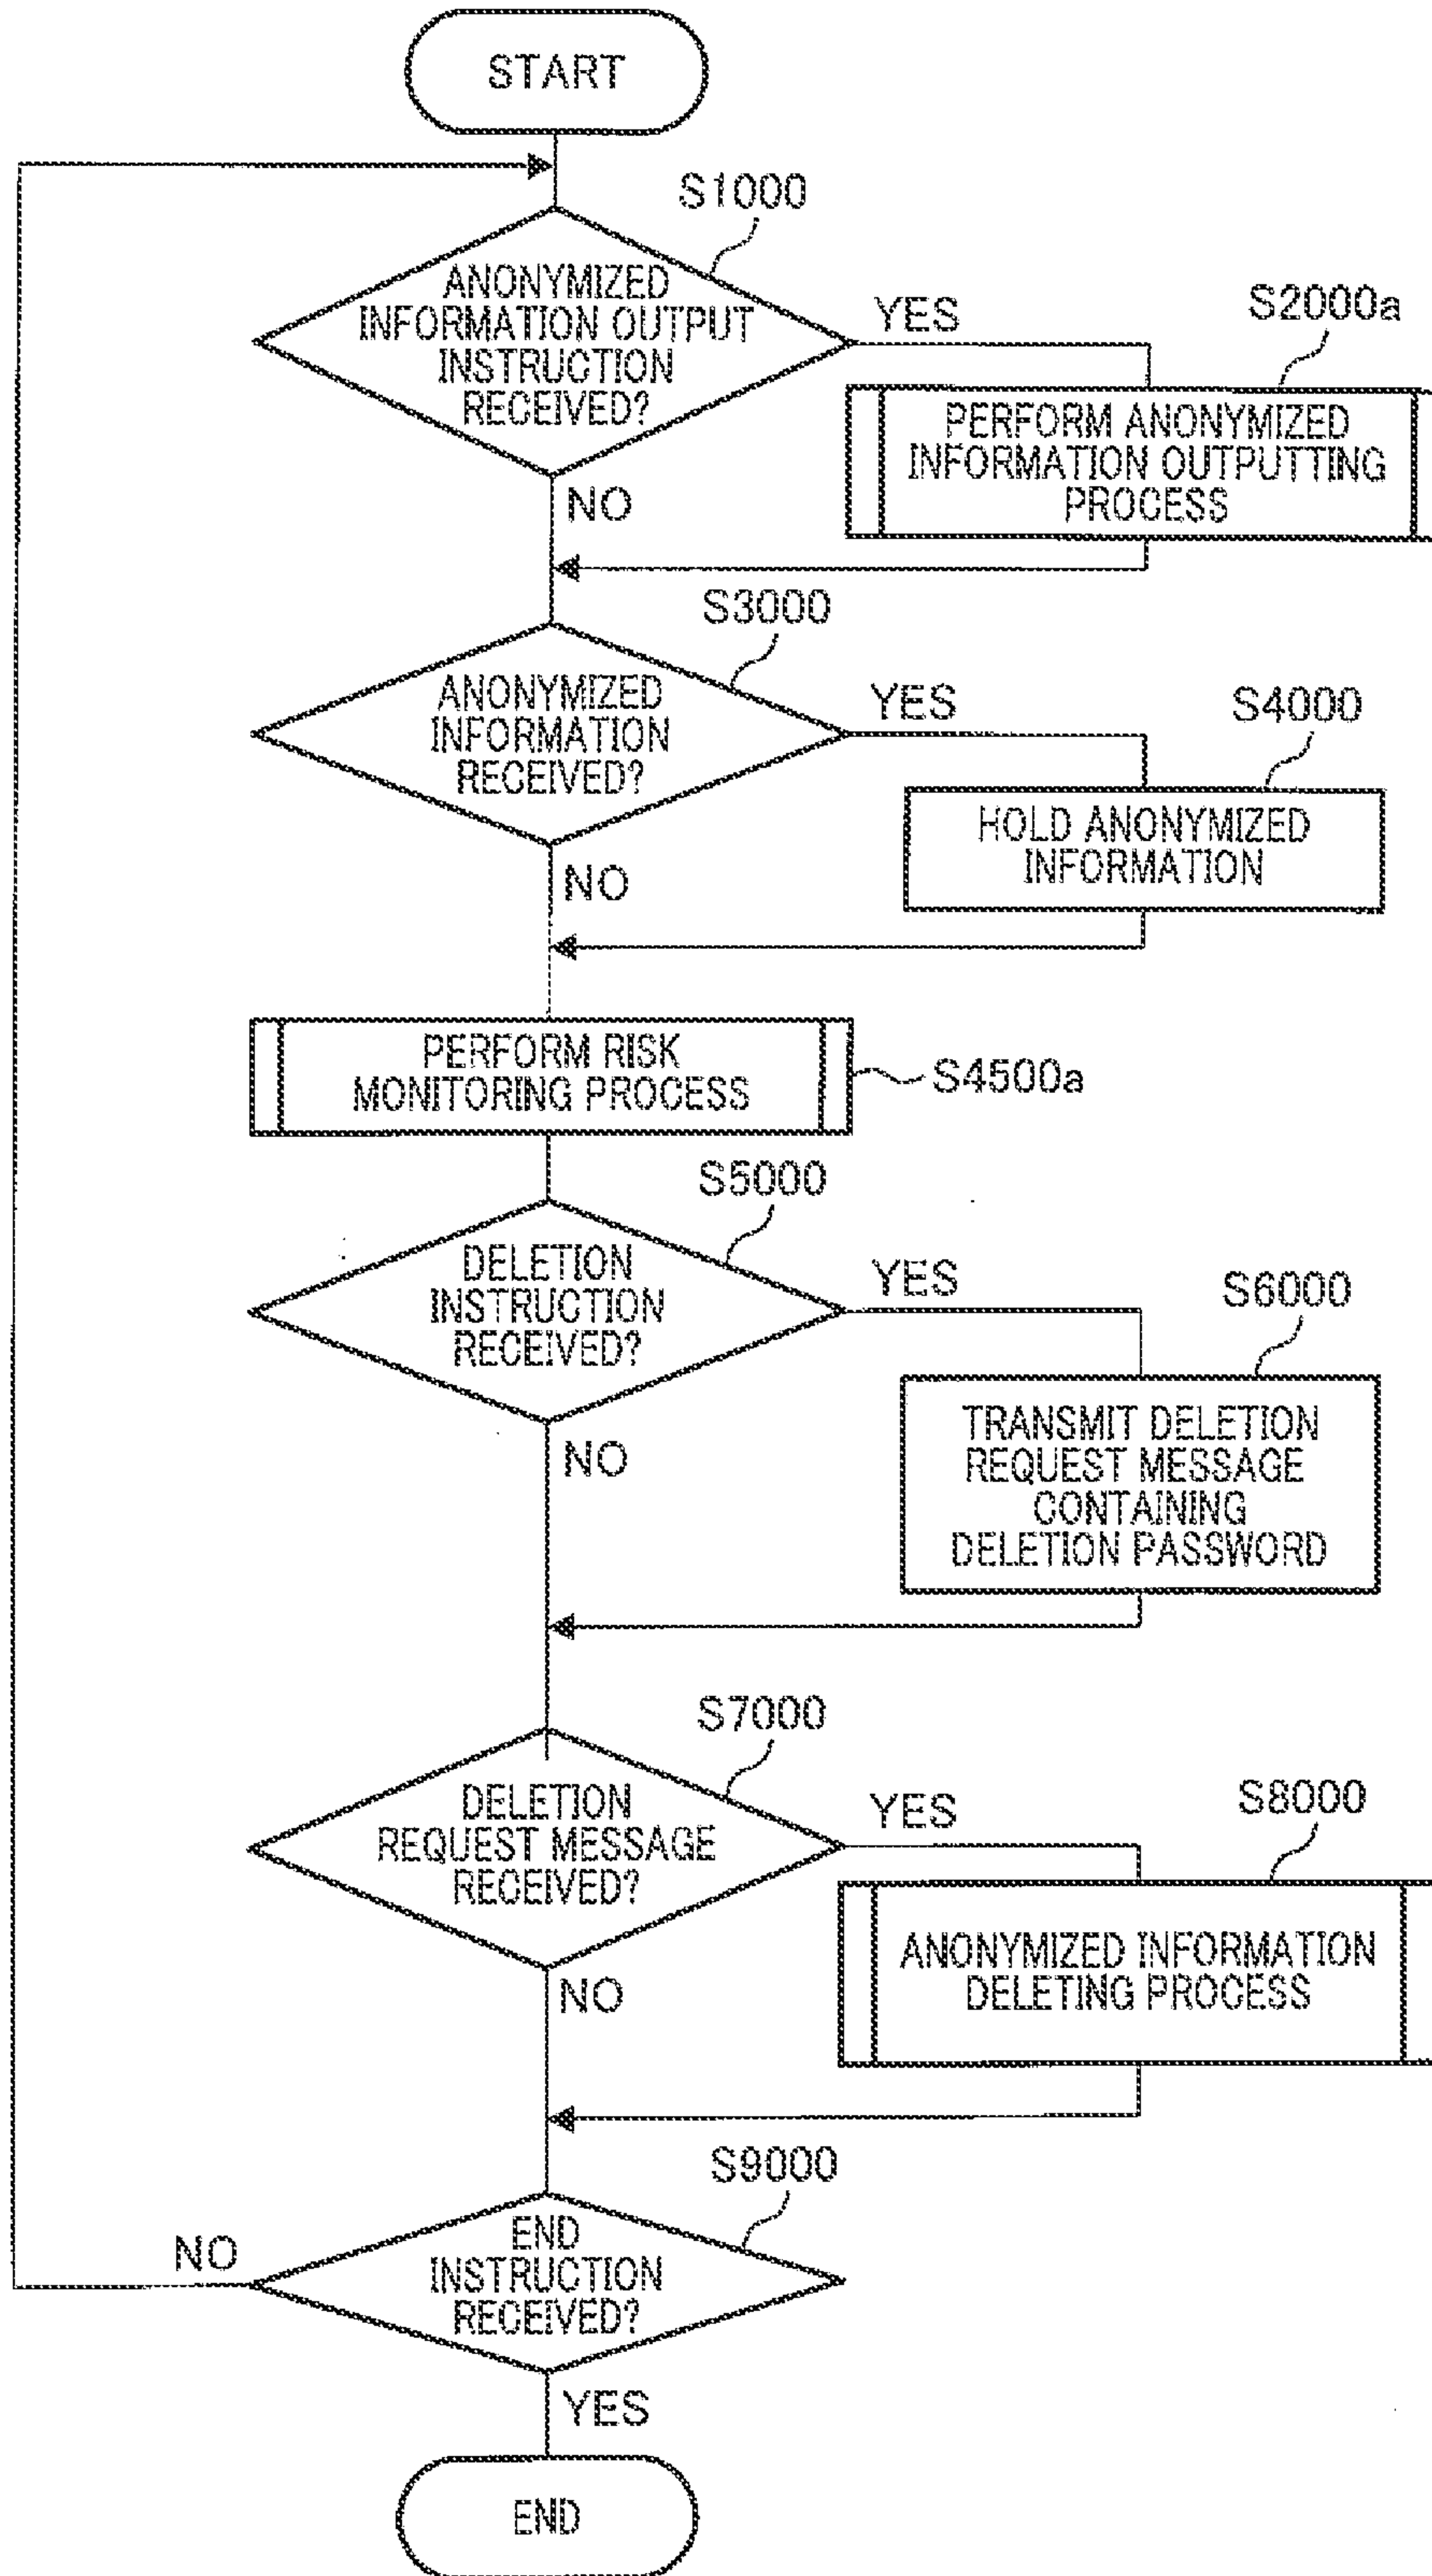 START
S1000
ANONYMIZED
INFORMATION OUTPUT
INSTRUCTION
RECEIVED?
YES
S2000a
PERFORM ANONYMIZED
INFORMATION OUTPUTTING
PROCESS
NO
S3000
ANONYMIZED
INFORMATION
RECEIVED?
YES
S4000
HOLD ANONYMIZED
INFORMATION
NO
PERFORM RISK
MONITORING PROCESS
S4500a
S5000
DELETION
INSTRUCTION
RECEIVED?
YES
S6000
TRANSMIT DELETION
REQUEST MESSAGE
CONTAINING
DELETION PASSWORD
NO
S7000
DELETION
REQUEST MESSAGE
RECEIVED?
YES
S8000
ANONYMIZED INFORMATION
DELETING PROCESS
NO
S9000
END
INSTRUCTION
RECEIVED?
NO
YES
END